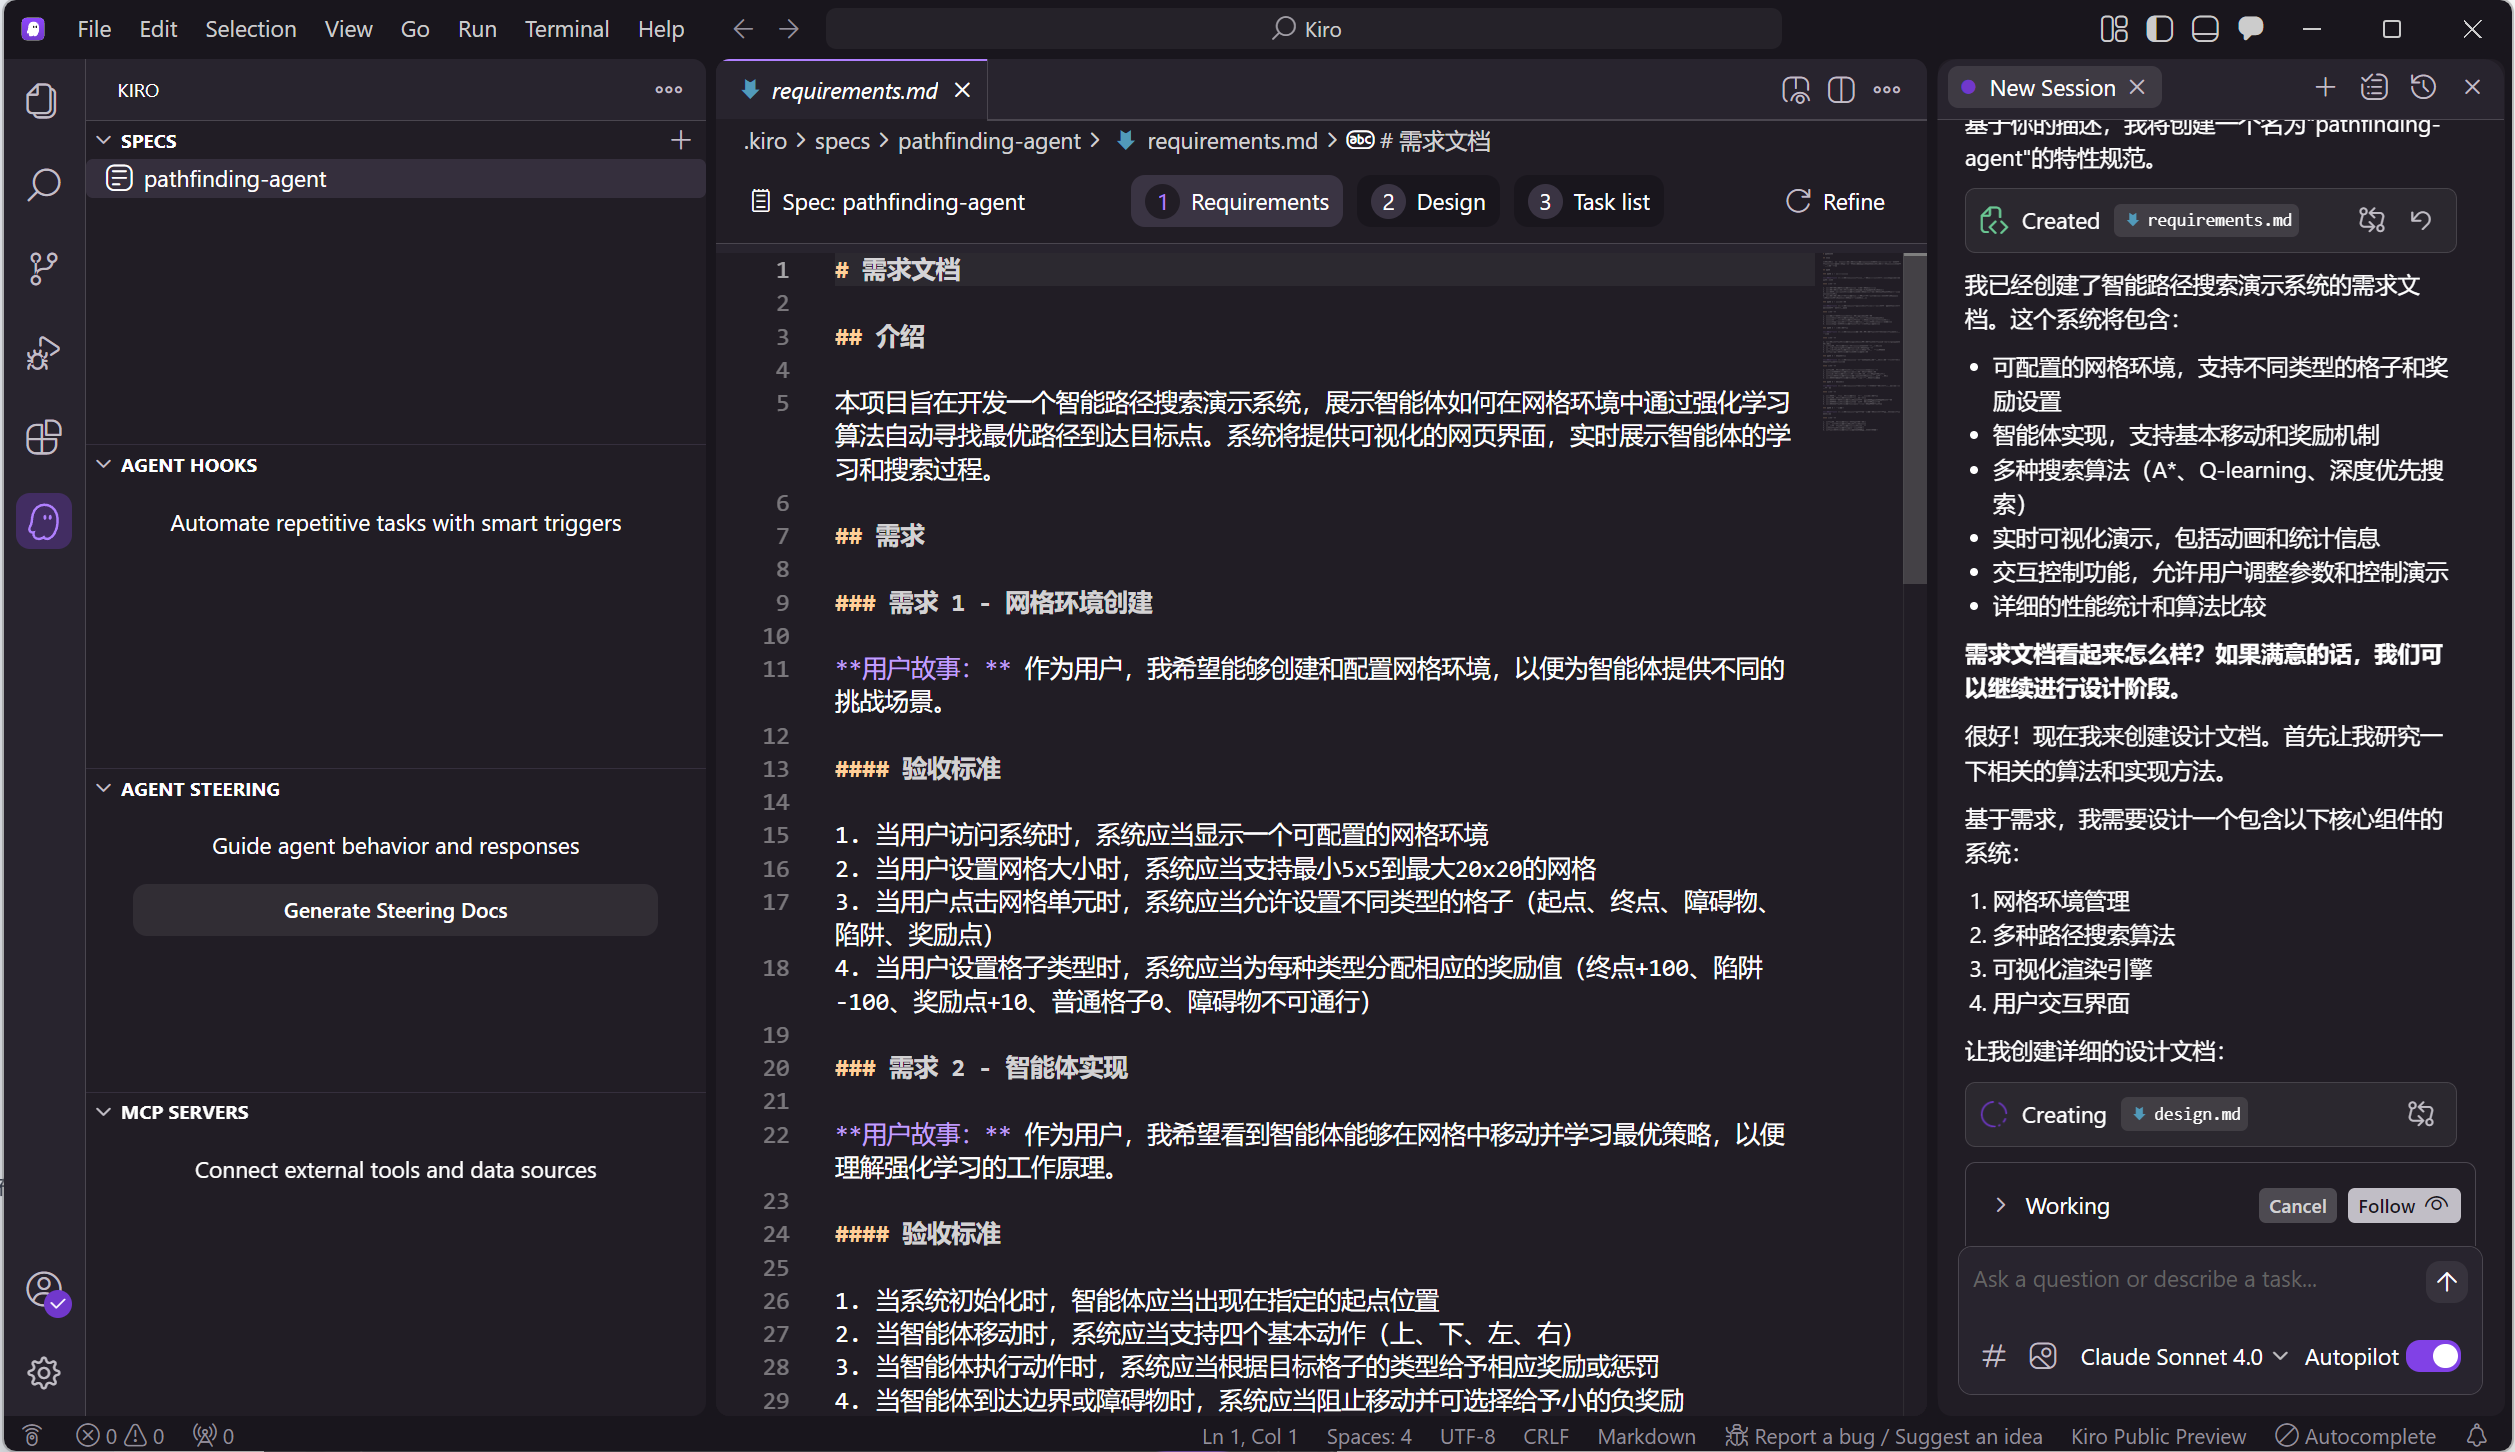 File Edit Selection View Go Run Terminal Help
Kiro
KIRO
SPECS
pathfinding-agent
AGENT HOOKS
Automate repetitive tasks with smart triggers
AGENT STEERING
Guide agent behavior and responses
Generate Steering Docs
MCP SERVERS
Connect external tools and data sources
requirements.md
.kiro > specs > pathfinding-agent > requirements.md > abc # 需求文档
Spec: pathfinding-agent
1 Requirements
2 Design
3 Task list
Refine
1 # 需求文档
2
3 ## 介绍
4
5 本项目旨在开发一个智能路径搜索演示系统，展示智能体如何在网格环境中通过强化学习
算法自动寻找最优路径到达目标点。系统将提供可视化的网页界面，实时展示智能体的学
习和搜索过程。
6
7 ## 需求
8
9 ### 需求 1 - 网格环境创建
10
11 **用户故事：** 作为用户，我希望能够创建和配置网格环境，以便为智能体提供不同的
挑战场景。
12
13 #### 验收标准
14
15 1. 当用户访问系统时，系统应当显示一个可配置的网格环境
16 2. 当用户设置网格大小时，系统应当支持最小5x5到最大20x20的网格
17 3. 当用户点击网格单元时，系统应当允许设置不同类型的格子（起点、终点、障碍物、
陷阱、奖励点）
18 4. 当用户设置格子类型时，系统应当为每种类型分配相应的奖励值（终点+100、陷阱
-100、奖励点+10、普通格子0、障碍物不可通行）
19
20 ### 需求 2 - 智能体实现
21
22 **用户故事：** 作为用户，我希望看到智能体能够在网格中移动并学习最优策略，以便
理解强化学习的工作原理。
23
24 #### 验收标准
25
26 1. 当系统初始化时，智能体应当出现在指定的起点位置
27 2. 当智能体移动时，系统应当支持四个基本动作（上、下、左、右）
28 3. 当智能体执行动作时，系统应当根据目标格子的类型给予相应奖励或惩罚
29 4. 当智能体到达边界或障碍物时，系统应当阻止移动并可选择给予小的负奖励
New Session
基于你的描述，我将创建一个名为"pathfinding-
agent"的特性规范。
Created requirements.md
我已经创建了智能路径搜索演示系统的需求文
档。这个系统将包含：
• 可配置的网格环境，支持不同类型的格子和奖
励设置
• 智能体实现，支持基本移动和奖励机制
• 多种搜索算法（A*、Q-learning、深度优先搜
索）
• 实时可视化演示，包括动画和统计信息
• 交互控制功能，允许用户调整参数和控制演示
• 详细的性能统计和算法比较
需求文档看起来怎么样？如果满意的话，我们可
以继续进行设计阶段。
很好！现在我来创建设计文档。首先让我研究一
下相关的算法和实现方法。
基于需求，我需要设计一个包含以下核心组件的
系统：
1. 网格环境管理
2. 多种路径搜索算法
3. 可视化渲染引擎
4. 用户交互界面
让我创建详细的设计文档：
Creating design.md
Working
Cancel
Follow
Ask a question or describe a task...
# Claude Sonnet 4.0 Autopilot
0 0 0
Ln 1, Col 1 Spaces: 4 UTF-8 CRLF Markdown Report a bug / Suggest an idea Kiro Public Preview Autocomplete